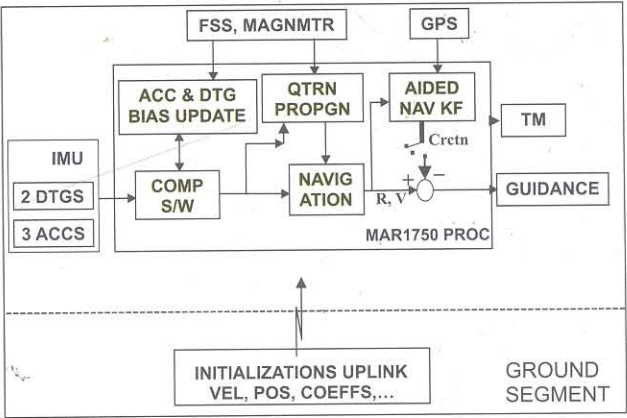 FSS, MAGNMTR
GPS
ACC & DTG
BIAS UPDATE
QTRN
PROPGN
AIDED
NAV KF
TM
IMU
2 DTGS
3 ACCS
COMP
S/W
NAVIG
ATION
Crctn
+
−
R, V
GUIDANCE
MAR1750 PROC
INITIALIZATIONS UPLINK
VEL, POS, COEFFS,...
GROUND
SEGMENT